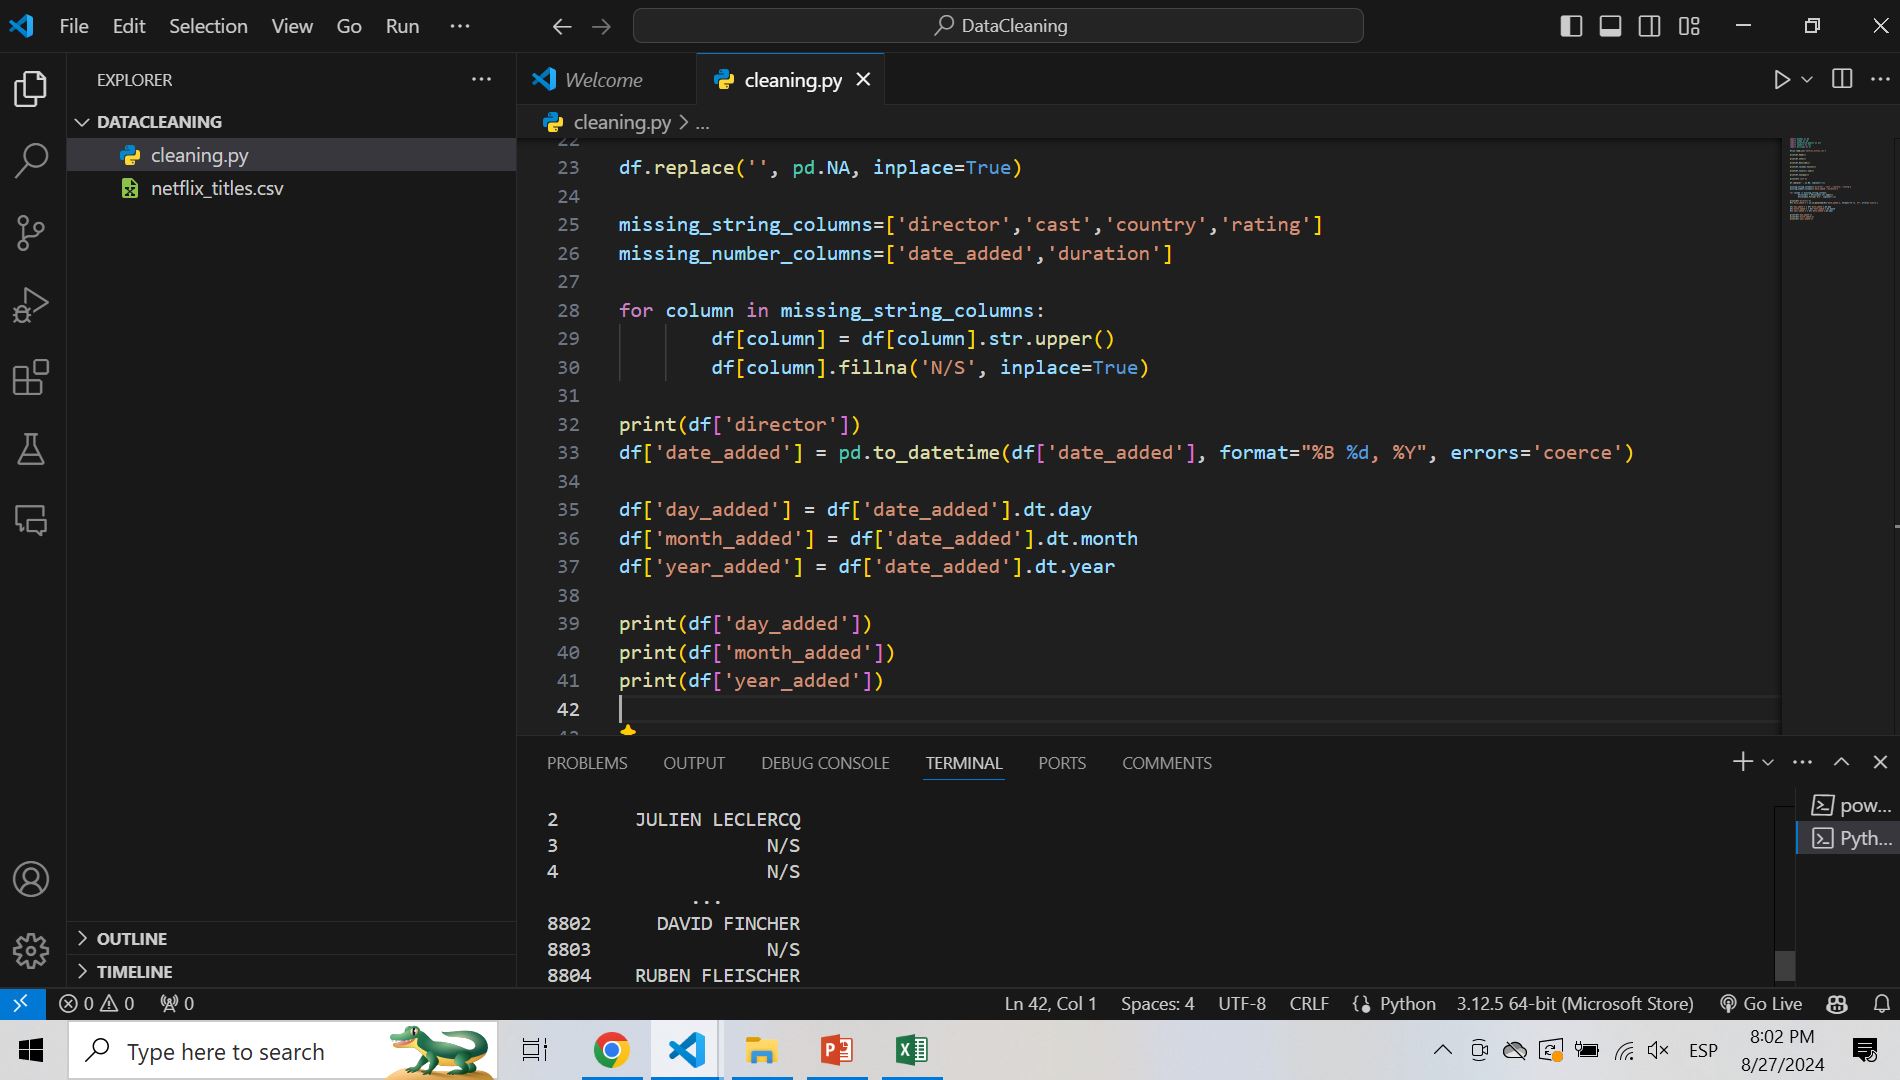 File Edit Selection View Go Run ...
DataCleaning
EXPLORER
DATACLEANING
cleaning.py
netflix_titles.csv
OUTLINE
TIMELINE
Welcome
cleaning.py
cleaning.py > ...
22
23 df.replace('', pd.NA, inplace=True)
24
25 missing_string_columns=['director','cast','country','rating']
26 missing_number_columns=['date_added','duration']
27
28 for column in missing_string_columns:
29 df[column] = df[column].str.upper()
30 df[column].fillna('N/S', inplace=True)
31
32 print(df['director'])
33 df['date_added'] = pd.to_datetime(df['date_added'], format="%B %d, %Y", errors='coerce')
34
35 df['day_added'] = df['date_added'].dt.day
36 df['month_added'] = df['date_added'].dt.month
37 df['year_added'] = df['date_added'].dt.year
38
39 print(df['day_added'])
40 print(df['month_added'])
41 print(df['year_added'])
42
PROBLEMS OUTPUT DEBUG CONSOLE TERMINAL PORTS COMMENTS
2 JULIEN LECLERCQ
3 N/S
4 N/S
...
8802 DAVID FINCHER
8803 N/S
8804 RUBEN FLEISCHER
pow...
Pyth...
0 0 0
Ln 42, Col 1 Spaces: 4 UTF-8 CRLF Python 3.12.5 64-bit (Microsoft Store) Go Live
Type here to search
ESP
8:02 PM
8/27/2024